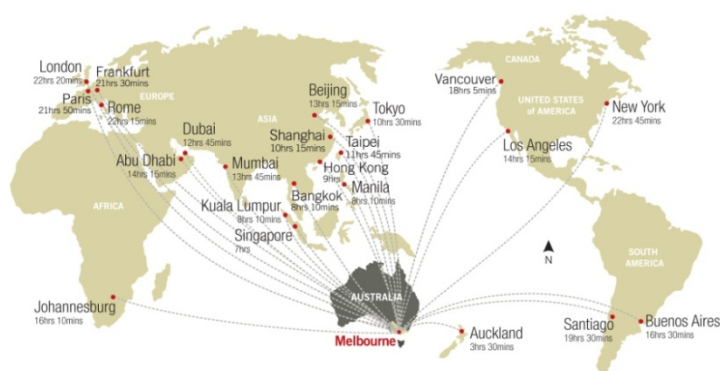 London
22hr 20mins
Frankfurt
21hrs 30mins
Paris
21hrs 50mins
Rome
22hrs 15mins
EUROPE
ASIA
AFRICA
Dubai
12hrs 45mins
Abu Dhabi
14hrs 15mins
Mumbai
13hrs 45mins
Beijing
13hrs 15mins
Tokyo
10hrs 30mins
Shanghai
10hrs 15mins
Taipei
11hrs 45mins
Hong Kong
9hrs
Manila
8hrs 10mins
Bangkok
8hrs 10mins
Kuala Lumpur
8hrs 10mins
Singapore
7hrs
Johannesburg
16hrs 10mins
AUSTRALIA
Melbourne
Auckland
3hrs 30mins
CANADA
Vancouver
18hrs 5mins
UNITED STATES
of AMERICA
New York
22hrs 45mins
Los Angeles
14hrs 15mins
N
SOUTH
AMERICA
Santiago
19hrs 30mins
Buenos Aires
16hrs 30mins